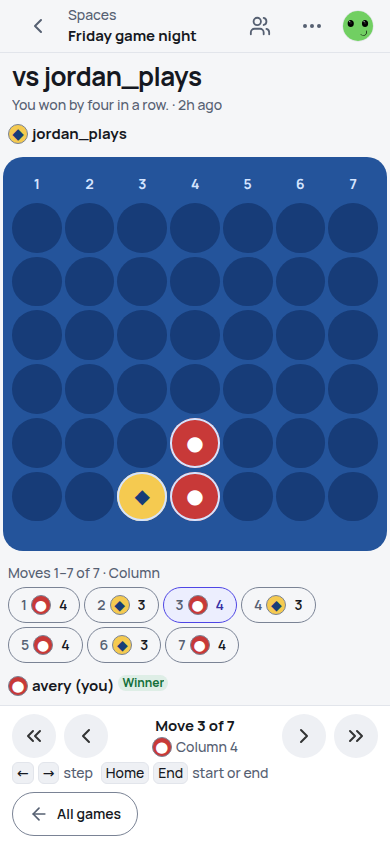 Spaces
Friday game night
vs jordan_plays
You won by four in a row. · 2h ago
jordan_plays
1 2 3 4 5 6 7
Moves 1–7 of 7 · Column
1 4 2 3 3 4 4 3
5 4 6 3 7 4
avery (you) Winner
Move 3 of 7
Column 4
← → step Home End start or end
← All games